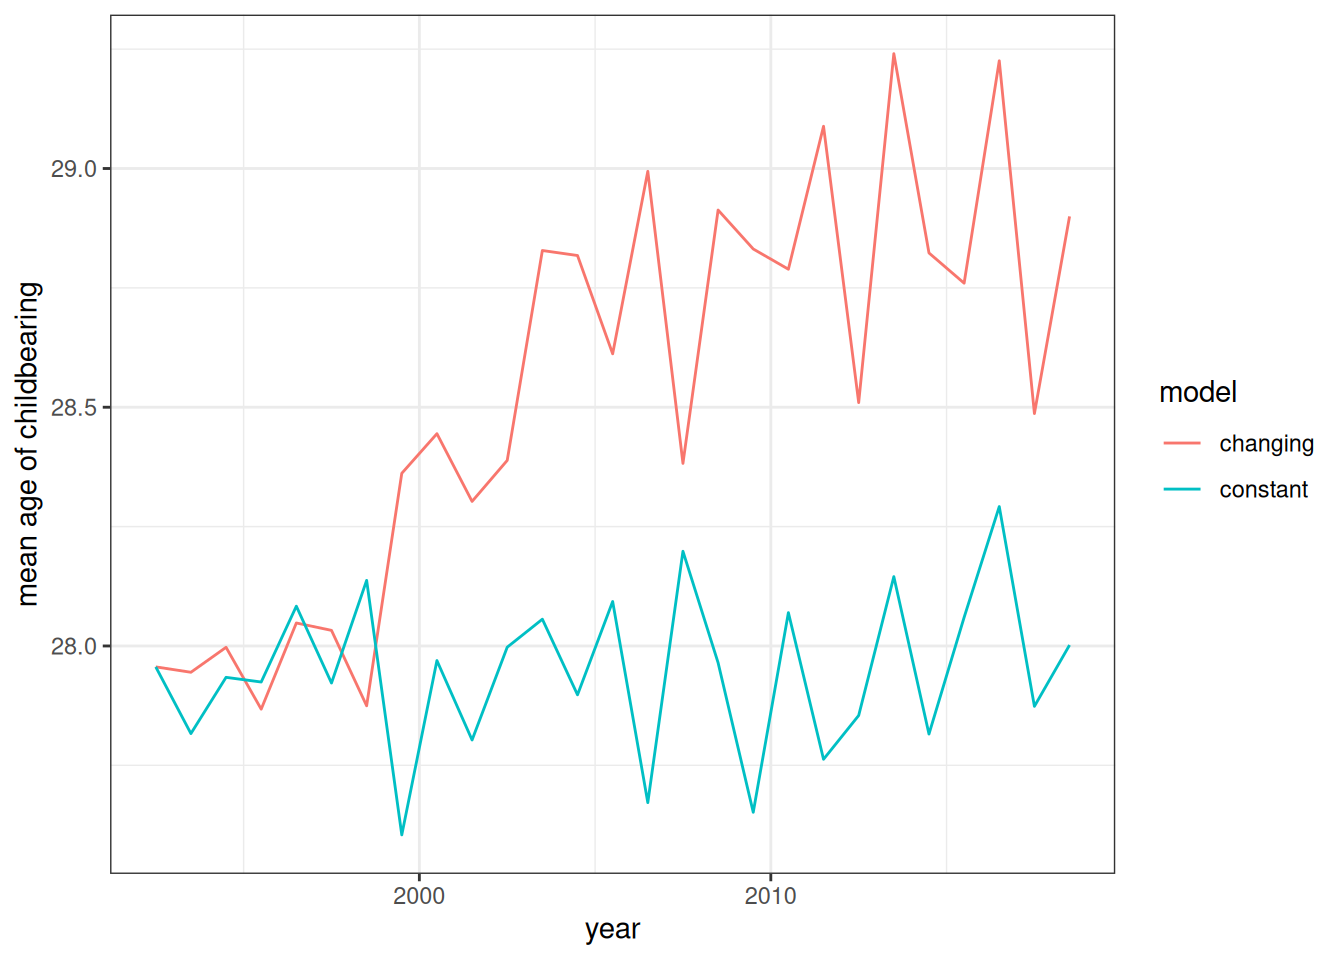 mean age of childbearing
29.0
28.5
28.0
2000
2010
year
model
changing
constant